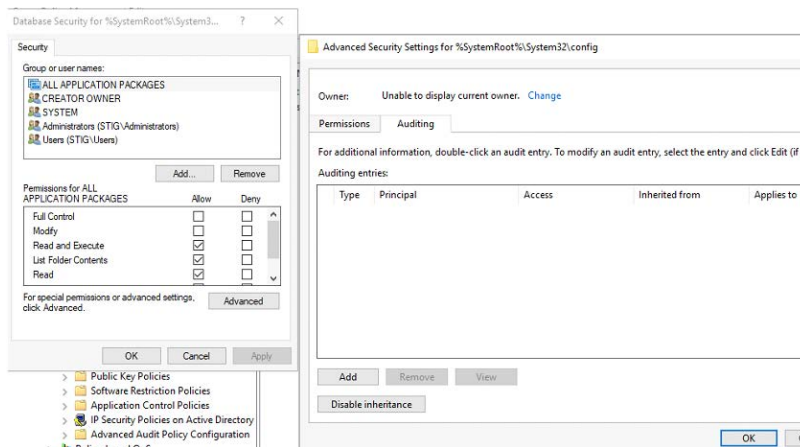 Database Security for %SystemRoot%\System3... ?
Security
Group or user names:
ALL APPLICATION PACKAGES
CREATOR OWNER
SYSTEM
Administrators (STIG\Administrators)
Users (STIG\Users)
Add... Remove
Permissions for ALL
APPLICATION PACKAGES Allow Deny
Full Control
Modify
Read and Execute
List Folder Contents
Read
For special permissions or advanced settings,
click Advanced.
Advanced
OK Cancel Apply
Public Key Policies
Software Restriction Policies
Application Control Policies
IP Security Policies on Active Directory
Advanced Audit Policy Configuration
Advanced Security Settings for %SystemRoot%\System32\config
Owner: Unable to display current owner. Change
Permissions Auditing
For additional information, double-click an audit entry. To modify an audit entry, select the entry and click Edit (if
Auditing entries:
Type Principal Access Inherited from Applies to
Add Remove View
Disable inheritance
OK